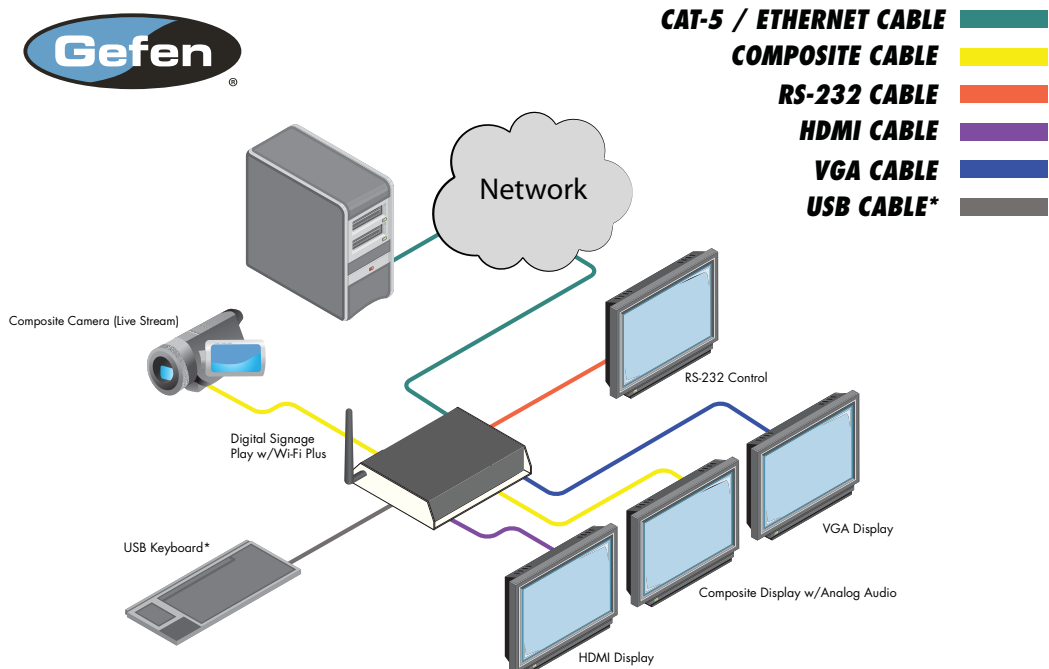 Gefen
®
CAT-5 / ETHERNET CABLE
COMPOSITE CABLE
RS-232 CABLE
HDMI CABLE
VGA CABLE
USB CABLE*
Network
Composite Camera (Live Stream)
RS-232 Control
Digital Signage
Play w/Wi-Fi Plus
VGA Display
USB Keyboard*
Composite Display w/Analog Audio
HDMI Display